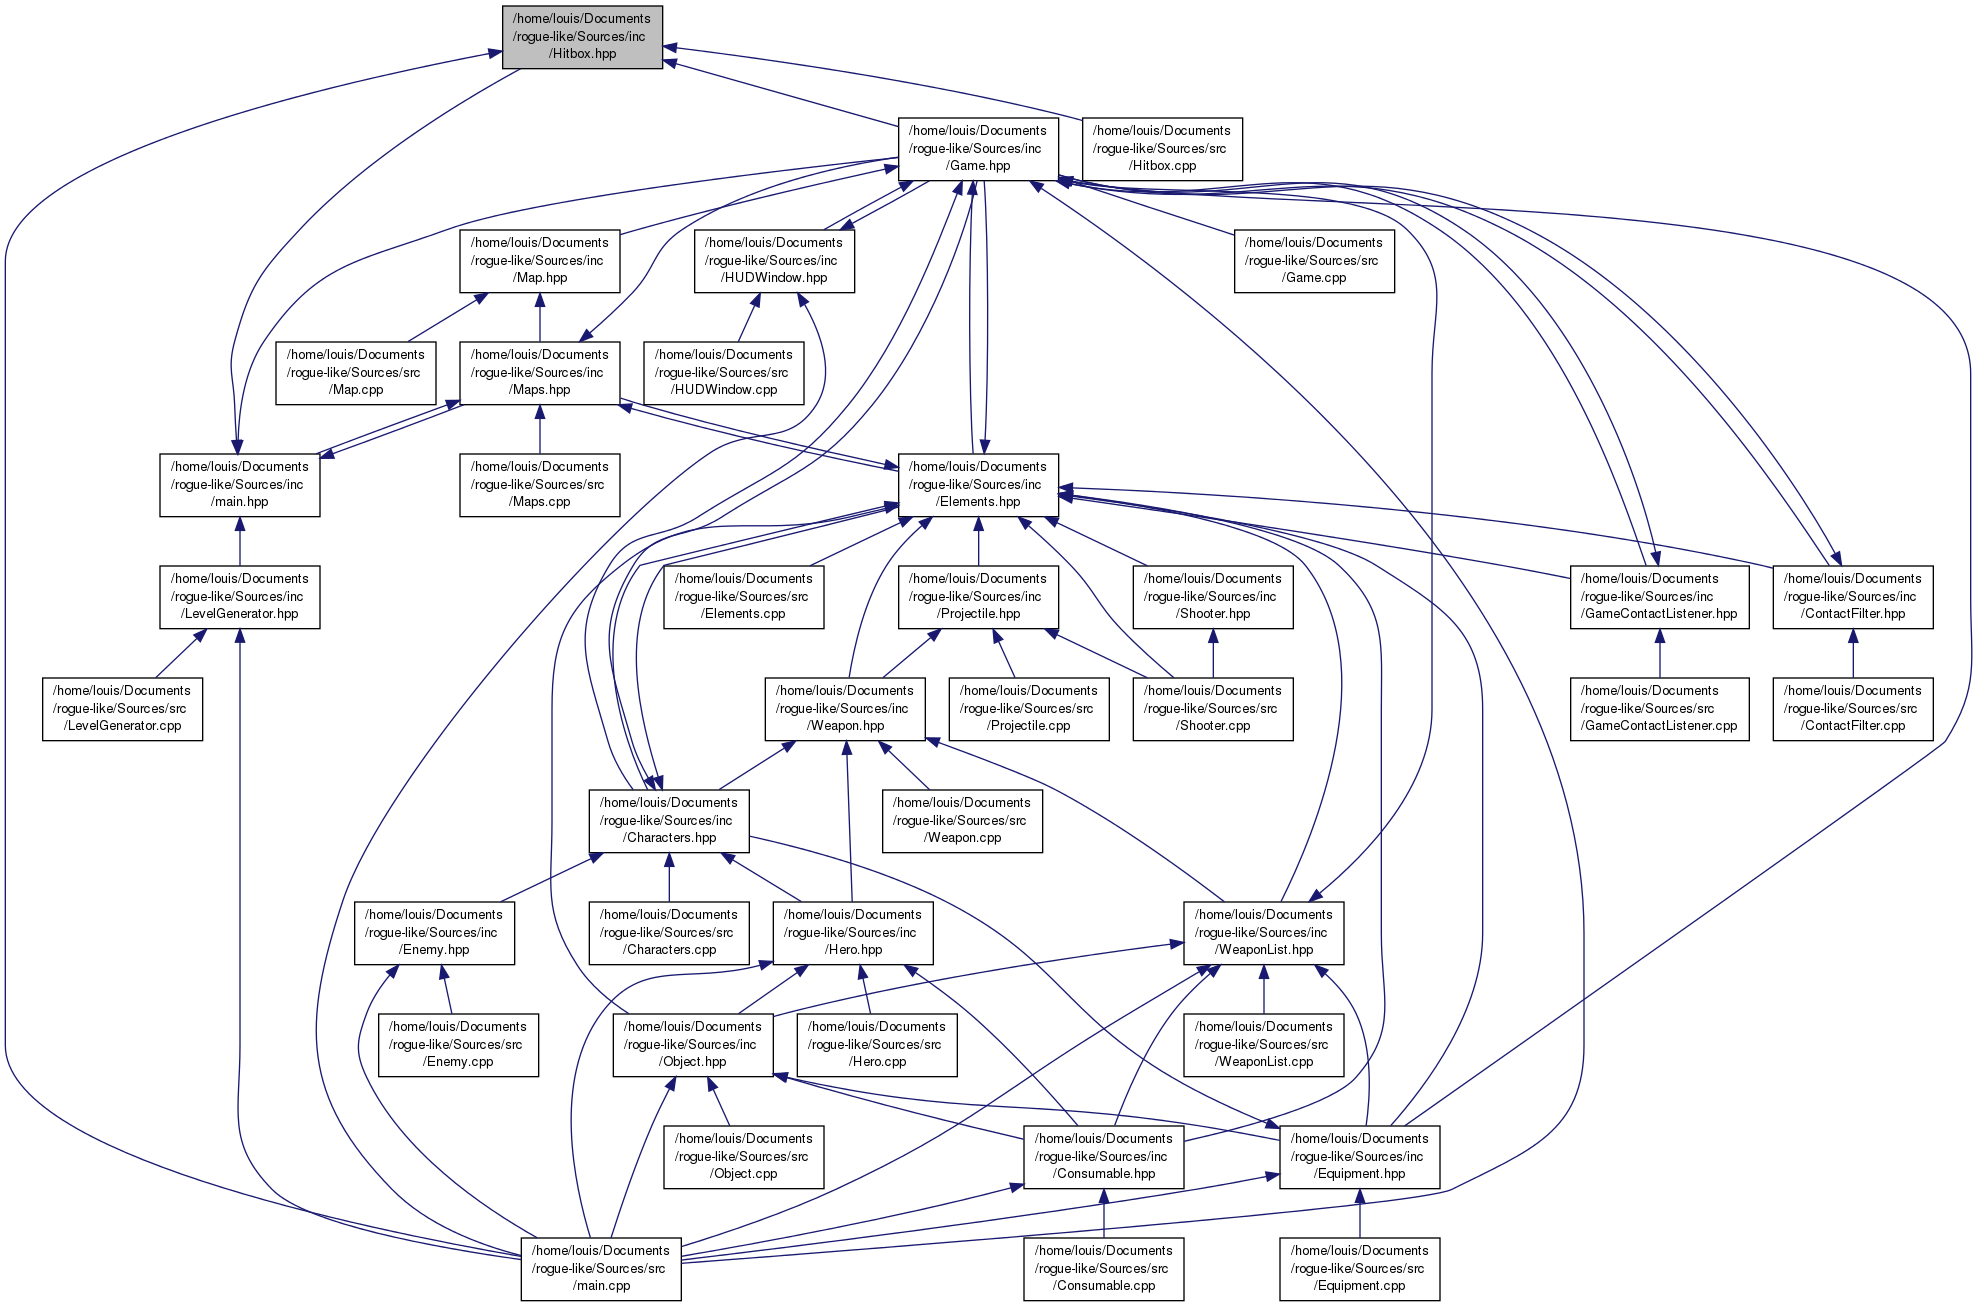 /home/louis/Documents
/rogue-like/Sources/inc
/Hitbox.hpp
/home/louis/Documents
/rogue-like/Sources/inc
/Game.hpp
/home/louis/Documents
/rogue-like/Sources/src
/Hitbox.cpp
/home/louis/Documents
/rogue-like/Sources/inc
/Map.hpp
/home/louis/Documents
/rogue-like/Sources/inc
/HUDWindow.hpp
/home/louis/Documents
/rogue-like/Sources/src
/Game.cpp
/home/louis/Documents
/rogue-like/Sources/src
/Map.cpp
/home/louis/Documents
/rogue-like/Sources/inc
/Maps.hpp
/home/louis/Documents
/rogue-like/Sources/src
/HUDWindow.cpp
/home/louis/Documents
/rogue-like/Sources/inc
/main.hpp
/home/louis/Documents
/rogue-like/Sources/src
/Maps.cpp
/home/louis/Documents
/rogue-like/Sources/inc
/Elements.hpp
/home/louis/Documents
/rogue-like/Sources/inc
/LevelGenerator.hpp
/home/louis/Documents
/rogue-like/Sources/src
/Elements.cpp
/home/louis/Documents
/rogue-like/Sources/inc
/Projectile.hpp
/home/louis/Documents
/rogue-like/Sources/inc
/Shooter.hpp
/home/louis/Documents
/rogue-like/Sources/inc
/GameContactListener.hpp
/home/louis/Documents
/rogue-like/Sources/inc
/ContactFilter.hpp
/home/louis/Documents
/rogue-like/Sources/src
/LevelGenerator.cpp
/home/louis/Documents
/rogue-like/Sources/inc
/Weapon.hpp
/home/louis/Documents
/rogue-like/Sources/src
/Projectile.cpp
/home/louis/Documents
/rogue-like/Sources/src
/Shooter.cpp
/home/louis/Documents
/rogue-like/Sources/src
/GameContactListener.cpp
/home/louis/Documents
/rogue-like/Sources/src
/ContactFilter.cpp
/home/louis/Documents
/rogue-like/Sources/inc
/Characters.hpp
/home/louis/Documents
/rogue-like/Sources/src
/Weapon.cpp
/home/louis/Documents
/rogue-like/Sources/inc
/Enemy.hpp
/home/louis/Documents
/rogue-like/Sources/src
/Characters.cpp
/home/louis/Documents
/rogue-like/Sources/inc
/Hero.hpp
/home/louis/Documents
/rogue-like/Sources/inc
/WeaponList.hpp
/home/louis/Documents
/rogue-like/Sources/src
/Enemy.cpp
/home/louis/Documents
/rogue-like/Sources/inc
/Object.hpp
/home/louis/Documents
/rogue-like/Sources/src
/Hero.cpp
/home/louis/Documents
/rogue-like/Sources/src
/WeaponList.cpp
/home/louis/Documents
/rogue-like/Sources/src
/Object.cpp
/home/louis/Documents
/rogue-like/Sources/inc
/Consumable.hpp
/home/louis/Documents
/rogue-like/Sources/inc
/Equipment.hpp
/home/louis/Documents
/rogue-like/Sources/src
/main.cpp
/home/louis/Documents
/rogue-like/Sources/src
/Consumable.cpp
/home/louis/Documents
/rogue-like/Sources/src
/Equipment.cpp